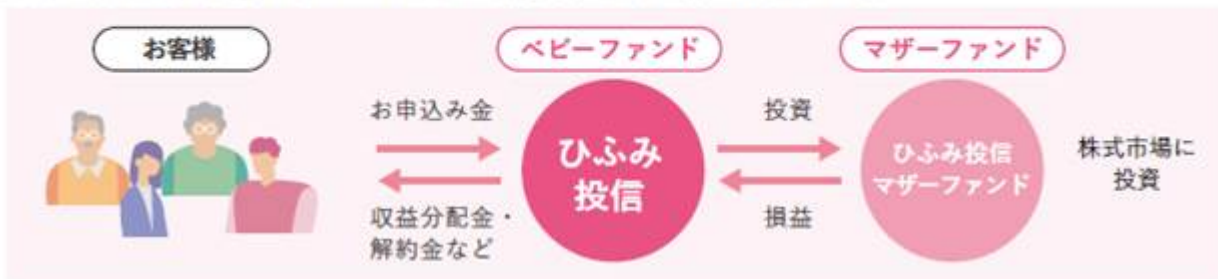 お客様
ベビーファンド
マザーファンド
お申込み金
ひふみ
投信
投資
ひふみ投信
マザーファンド
株式市場に
投資
収益分配金・
解約金など
損益